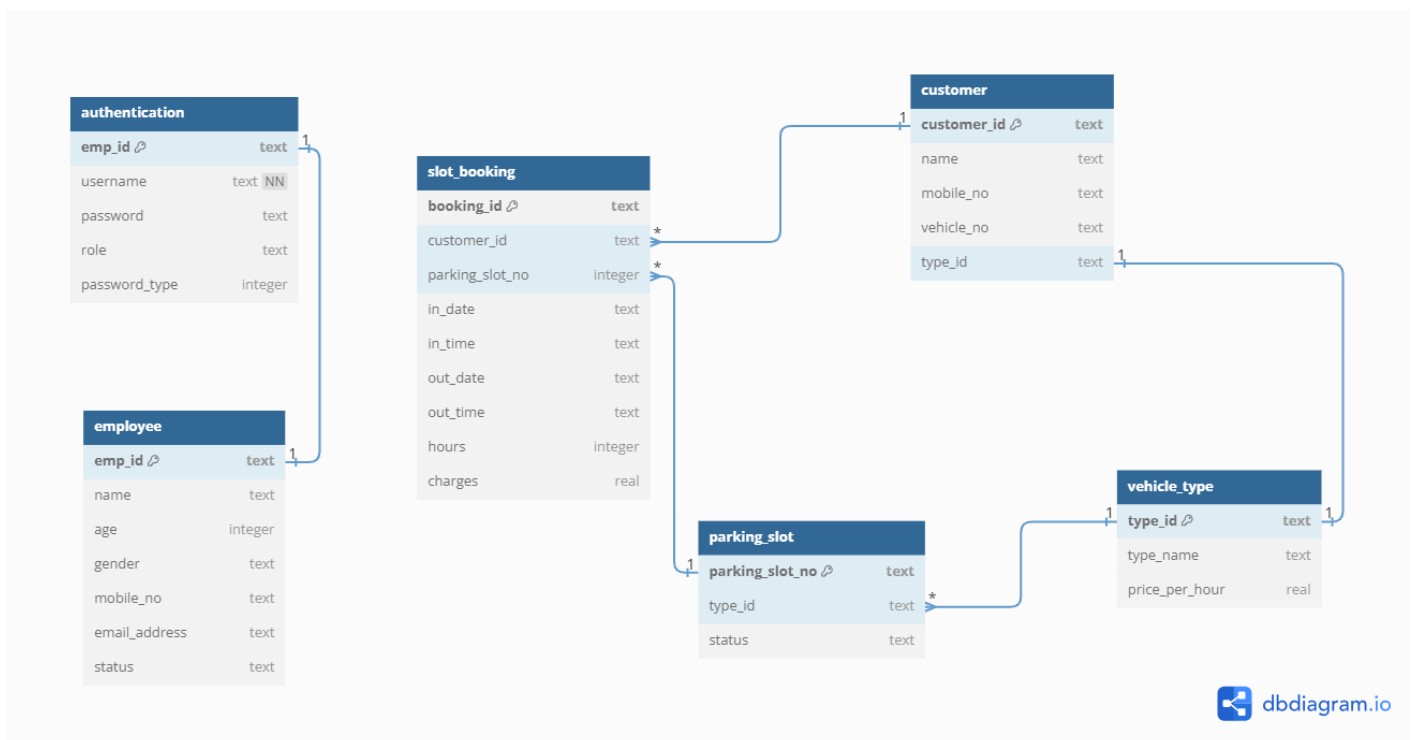 authentication
emp_id text
username text NN
password text
role text
password_type integer
1
employee
emp_id text
name text
age integer
gender text
mobile_no text
email_address text
status text
1
slot_booking
booking_id text
customer_id text
parking_slot_no integer
in_date text
in_time text
out_date text
out_time text
hours integer
charges real
*
*
customer
customer_id text
name text
mobile_no text
vehicle_no text
type_id text
1
1
parking_slot
parking_slot_no text
type_id text
status text
1
*
vehicle_type
type_id text
type_name text
price_per_hour real
1
1
dbdiagram.io